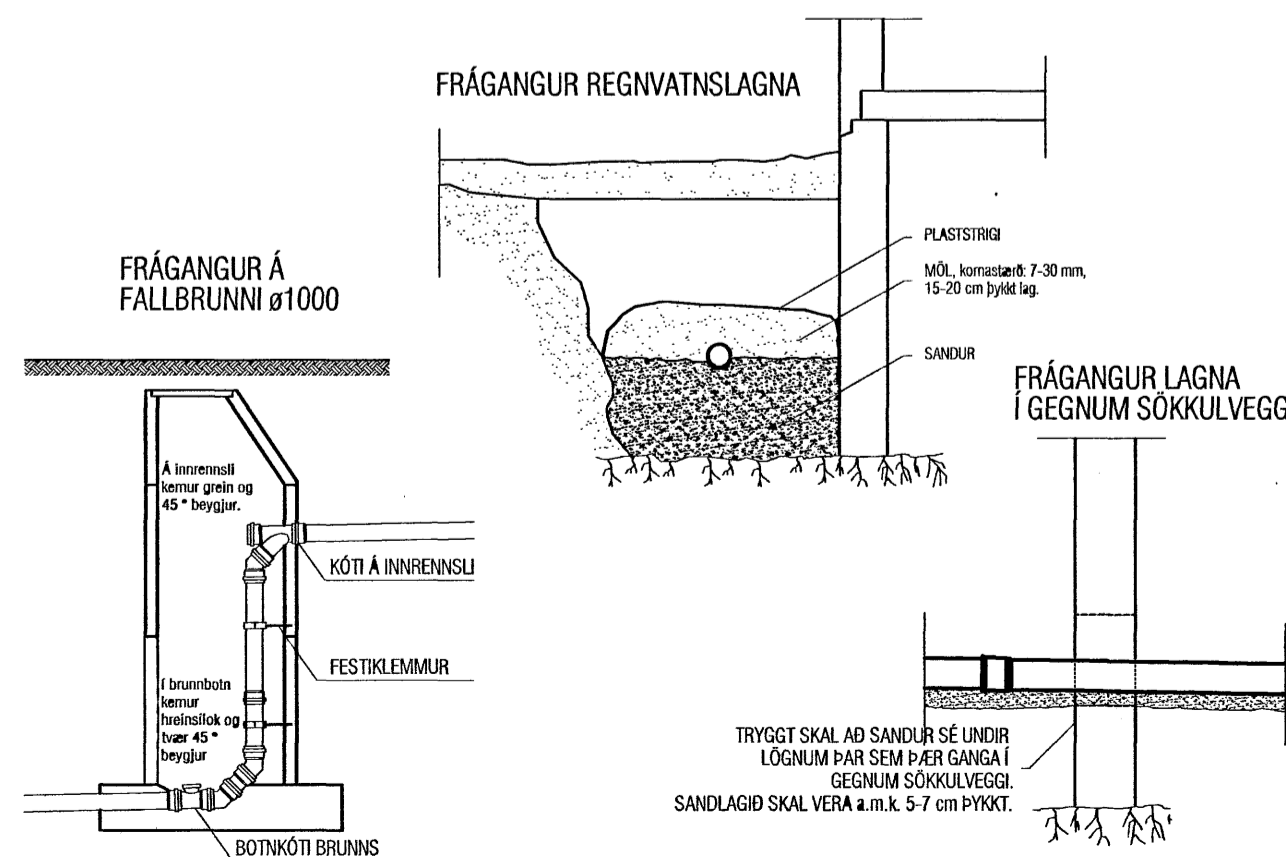 FRÁGANGUR REGNVATNSLAGNA
PLASTSTRIGI
MÖL, kornastærð: 7-30 mm,
15-20 cm þykkt lag.
SANDUR
FRÁGANGUR Á
FALLBRUNNI ø1000
Á innrennsli
kemur grein og
45° beygjur.
KÓTI Á INNRENNSLI
FESTIKLEMMUR
Í brunnbotn
kemur
hreinsilok og
tvær 45°
beygjur
BOTNKÓTI BRUNNS
FRÁGANGUR LAGNA
Í GEGNUM SÖKKULVEGG
TRYGGT SKAL AÐ SANDUR SÉ UNDIR
LÖGNUM ÞAR SEM ÞÆR GANGA Í
GEGNUM SÖKKULVEGGI.
SANDLAGIÐ SKAL VERA a.m.k. 5-7 cm ÞYKKT.